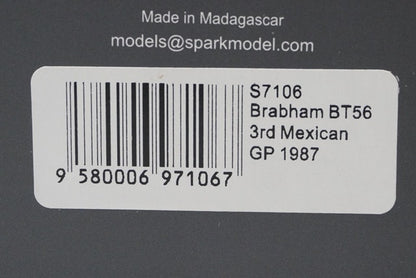 Made in Madagascar
models@sparkmodel.com
S7106
Brabham BT56
3rd Mexican
GP 1987
9 580006 971067